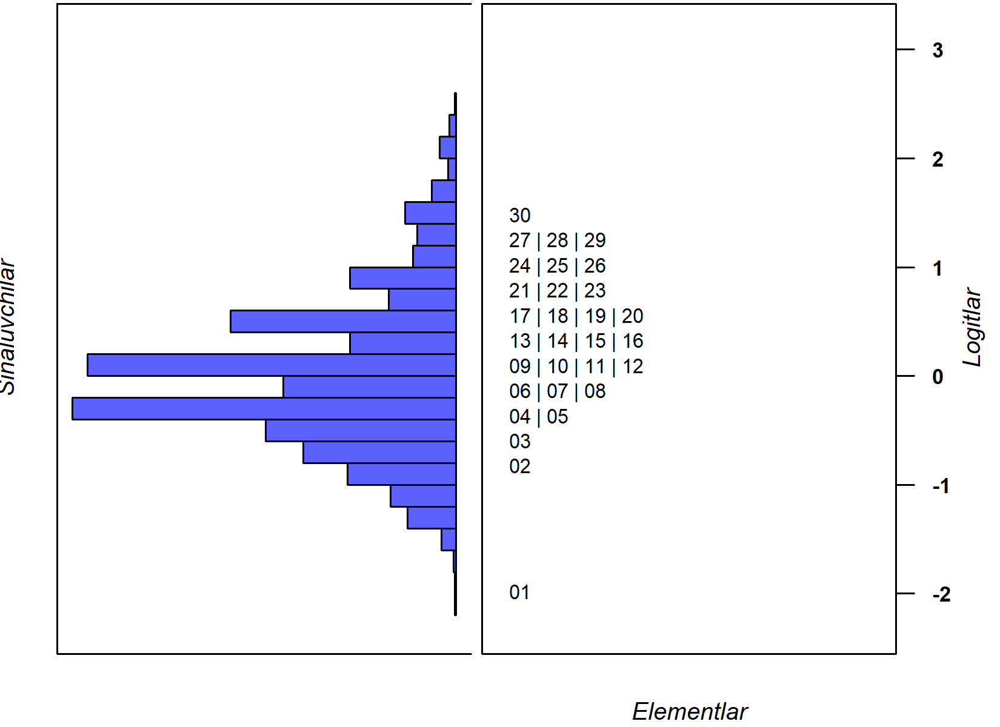 Sinaluvchilar
30
27 | 28 | 29
24 | 25 | 26
21 | 22 | 23
17 | 18 | 19 | 20
13 | 14 | 15 | 16
09 | 10 | 11 | 12
06 | 07 | 08
04 | 05
03
02
01
3
2
1
0
-1
-2
Logitlar
Elementlar